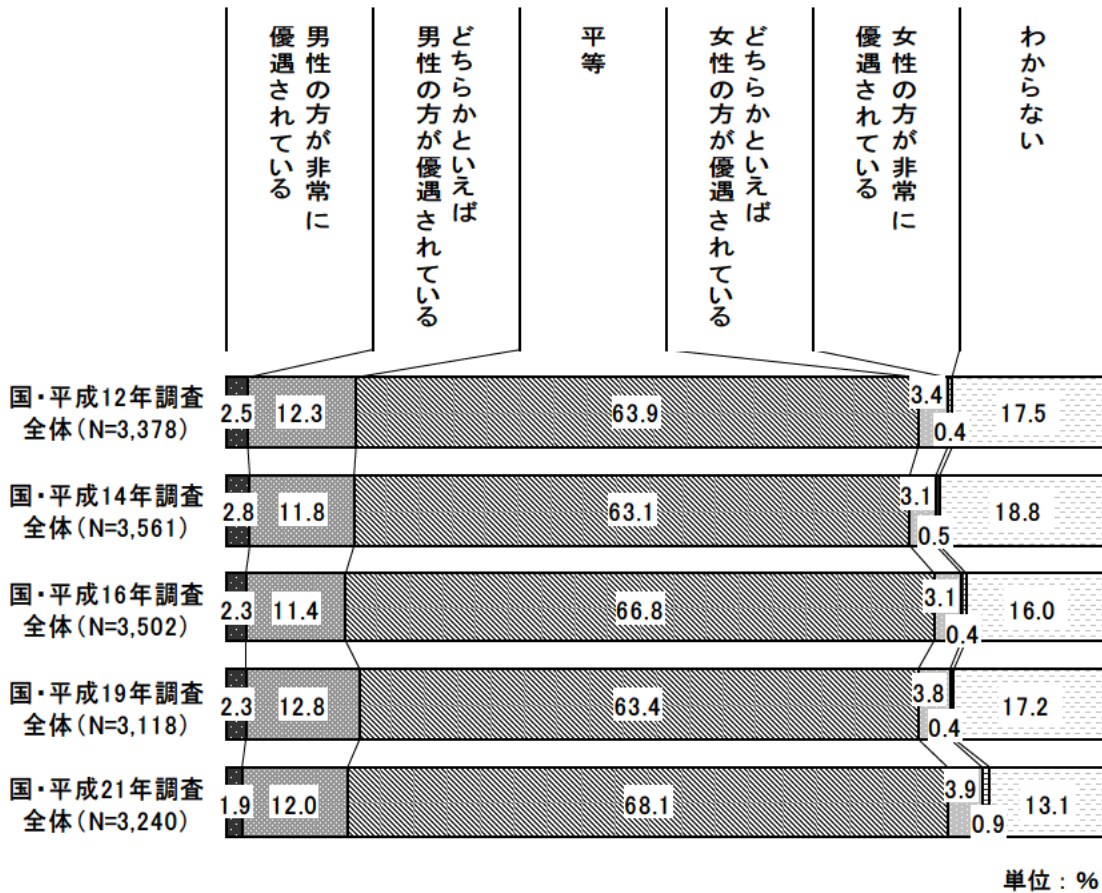 男性の方が非常に
優遇されている
どちらかといえば
男性の方が優遇されている
平等
どちらかといえば
女性の方が優遇されている
女性の方が非常に
優遇されている
わからない
国・平成12年調査
全体(N=3,378)
2.5 12.3 63.9 3.4 0.4 17.5
国・平成14年調査
全体(N=3,561)
2.8 11.8 63.1 3.1 0.5 18.8
国・平成16年調査
全体(N=3,502)
2.3 11.4 66.8 3.1 0.4 16.0
国・平成19年調査
全体(N=3,118)
2.3 12.8 63.4 3.8 0.4 17.2
国・平成21年調査
全体(N=3,240)
1.9 12.0 68.1 3.9 0.9 13.1
単位:%